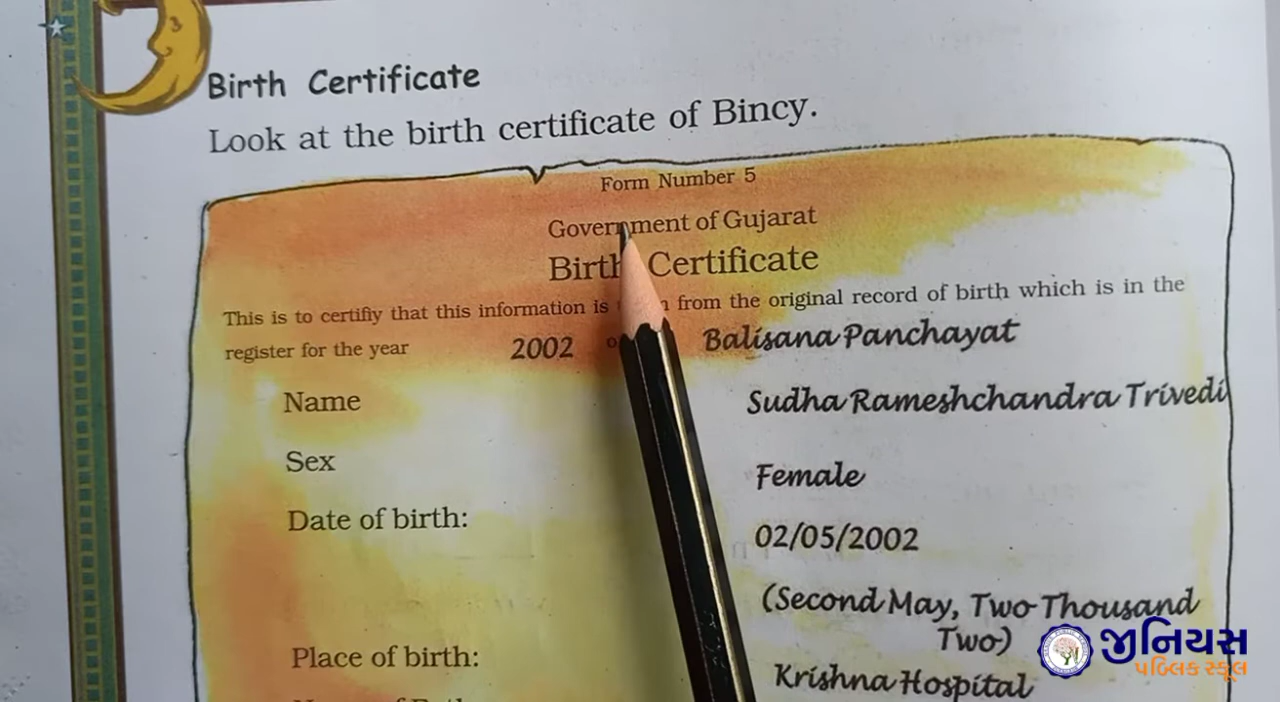 Birth Certificate
Look at the birth certificate of Bincy.
Form Number 5
Government of Gujarat
Birth Certificate
This is to certifiy that this information is from the original record of birth which is in the
register for the year 2002 Balisana Panchayat
Name Sudha Rameshchandra Trivedi
Sex Female
Date of birth: 02/05/2002
(Second May, Two Thousand
Two)
Place of birth: Krishna Hospital
જીનિયસ
પબ્લિક સ્કૂલ